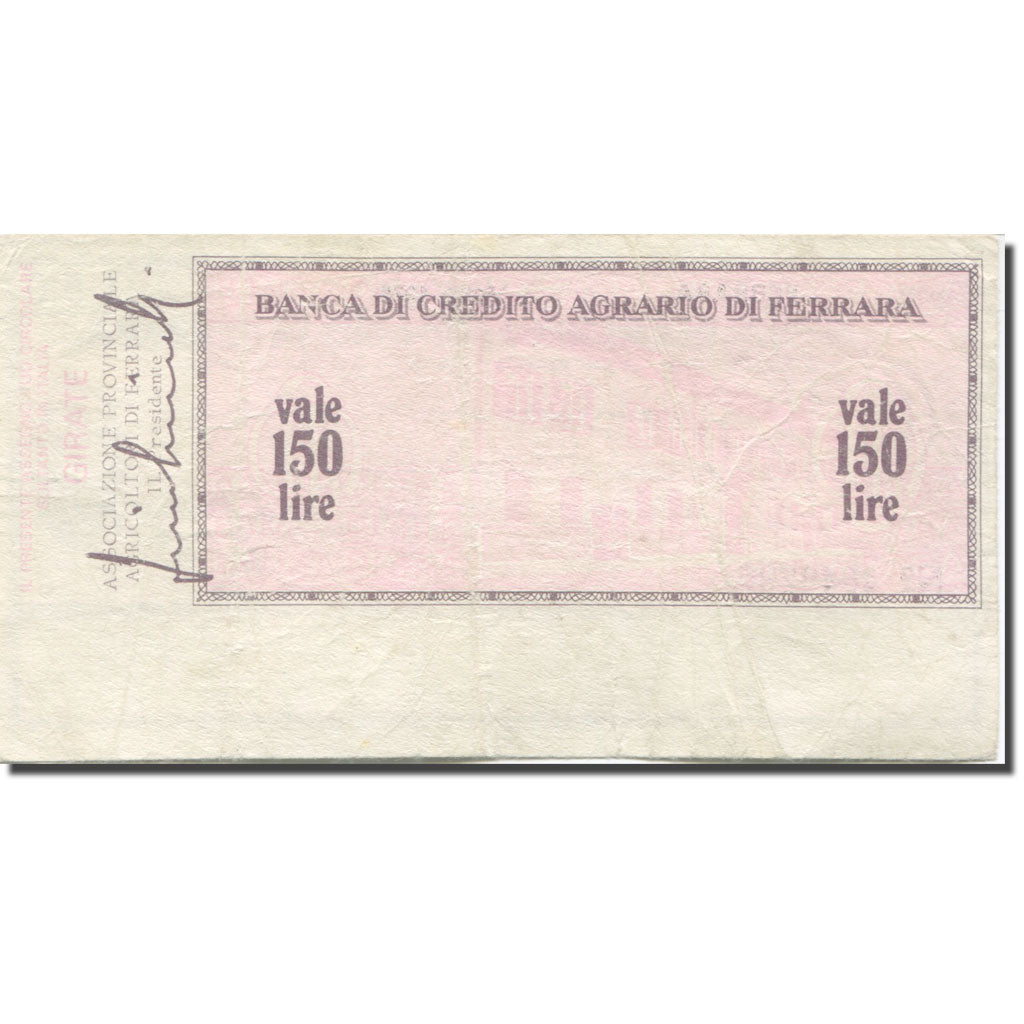 BANCA DI CREDITO AGRARIO DI FERRARA
vale
150
lire
vale
150
lire
GIRATE
ASSOCIAZIONE PROVINCIALE
AGRICOLTORI DI FERRARA
IL Presidente